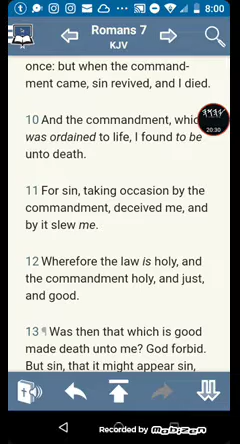 8:00
Romans 7
KJV
once: but when the command-
ment came, sin revived, and I died.
10 And the commandment, which
was ordained to life, I found to be
unto death.
20:30
11 For sin, taking occasion by the
commandment, deceived me, and
by it slew me.
12 Wherefore the law is holy, and
the commandment holy, and just,
and good.
13 ¶ Was then that which is good
made death unto me? God forbid.
But sin, that it might appear sin,
Recorded by Mobizen